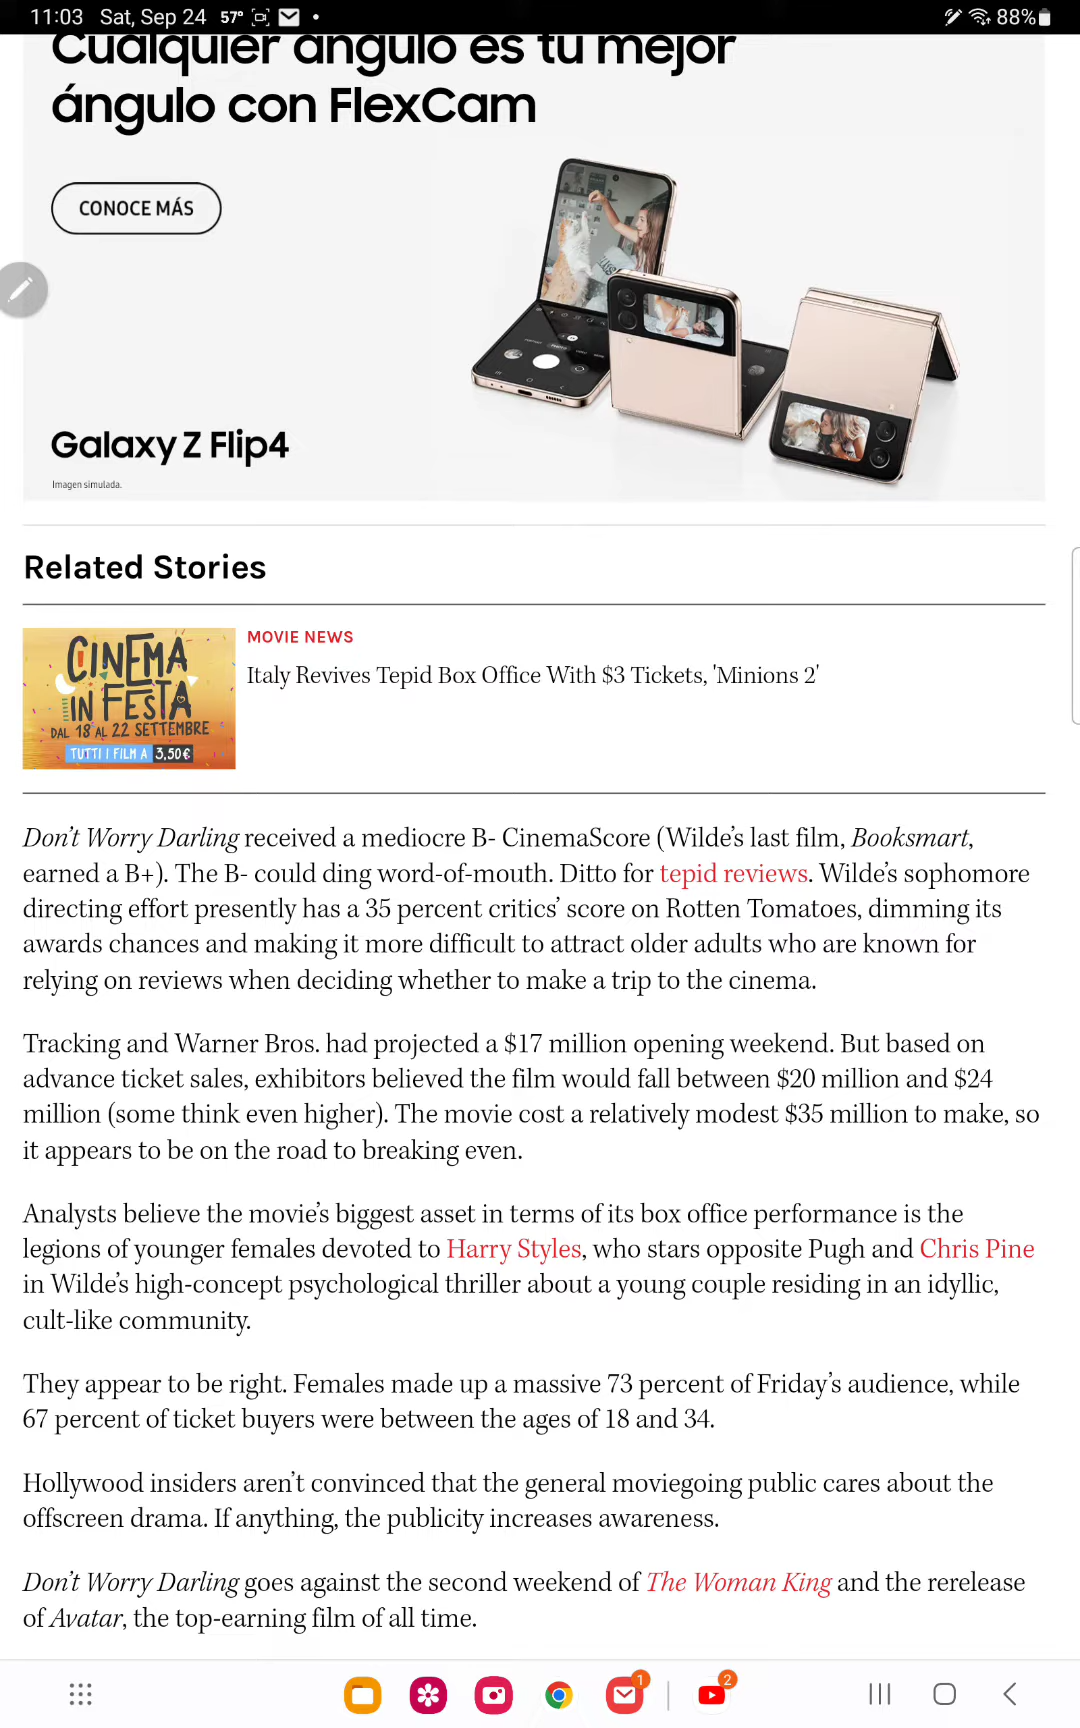 11:03 Sat, Sep 24 57°
88%
Cualquier ángulo es tu mejor
ángulo con FlexCam
CONOCE MÁS
Galaxy Z Flip4
Imagen simulada.
Related Stories
CINEMA
IN FESTA
DAL 18 AL 22 SETTEMBRE
TUTTI I FILM A 3,50€
MOVIE NEWS
Italy Revives Tepid Box Office With $3 Tickets, 'Minions 2'
Don’t Worry Darling received a mediocre B- CinemaScore (Wilde’s last film, Booksmart,
earned a B+). The B- could ding word-of-mouth. Ditto for tepid reviews. Wilde’s sophomore
directing effort presently has a 35 percent critics’ score on Rotten Tomatoes, dimming its
awards chances and making it more difficult to attract older adults who are known for
relying on reviews when deciding whether to make a trip to the cinema.
Tracking and Warner Bros. had projected a $17 million opening weekend. But based on
advance ticket sales, exhibitors believed the film would fall between $20 million and $24
million (some think even higher). The movie cost a relatively modest $35 million to make, so
it appears to be on the road to breaking even.
Analysts believe the movie’s biggest asset in terms of its box office performance is the
legions of younger females devoted to Harry Styles, who stars opposite Pugh and Chris Pine
in Wilde’s high-concept psychological thriller about a young couple residing in an idyllic,
cult-like community.
They appear to be right. Females made up a massive 73 percent of Friday’s audience, while
67 percent of ticket buyers were between the ages of 18 and 34.
Hollywood insiders aren’t convinced that the general moviegoing public cares about the
offscreen drama. If anything, the publicity increases awareness.
Don’t Worry Darling goes against the second weekend of The Woman King and the rerelease
of Avatar, the top-earning film of all time.
1
2